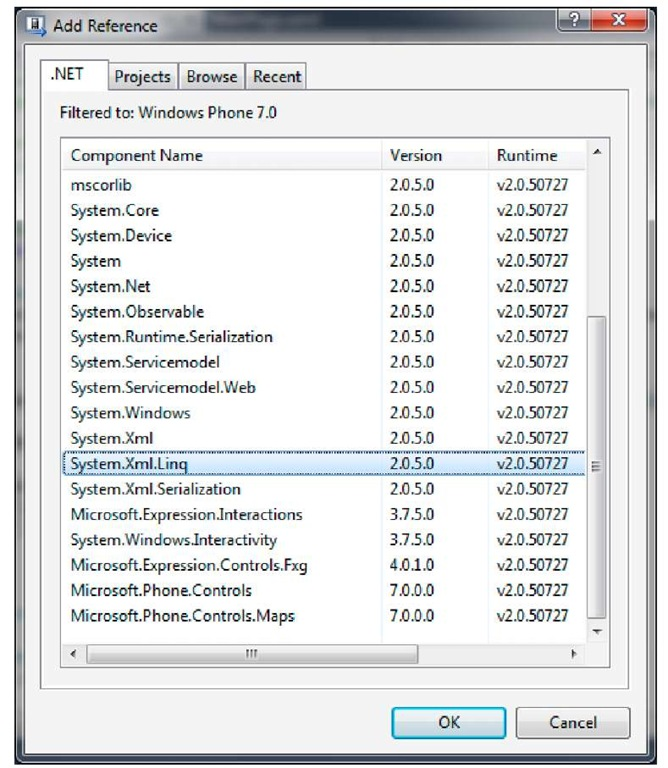 Add Reference
.NET Projects Browse Recent
Filtered to: Windows Phone 7.0
Component Name Version Runtime
mscorlib 2.0.5.0 v2.0.50727
System.Core 2.0.5.0 v2.0.50727
System.Device 2.0.5.0 v2.0.50727
System 2.0.5.0 v2.0.50727
System.Net 2.0.5.0 v2.0.50727
System.Observable 2.0.5.0 v2.0.50727
System.Runtime.Serialization 2.0.5.0 v2.0.50727
System.Servicemodel 2.0.5.0 v2.0.50727
System.Servicemodel.Web 2.0.5.0 v2.0.50727
System.Windows 2.0.5.0 v2.0.50727
System.Xml 2.0.5.0 v2.0.50727
System.Xml.Linq 2.0.5.0 v2.0.50727
System.Xml.Serialization 2.0.5.0 v2.0.50727
Microsoft.Expression.Interactions 3.7.5.0 v2.0.50727
System.Windows.Interactivity 3.7.5.0 v2.0.50727
Microsoft.Expression.Controls.Fxg 4.0.1.0 v2.0.50727
Microsoft.Phone.Controls 7.0.0.0 v2.0.50727
Microsoft.Phone.Controls.Maps 7.0.0.0 v2.0.50727
OK Cancel